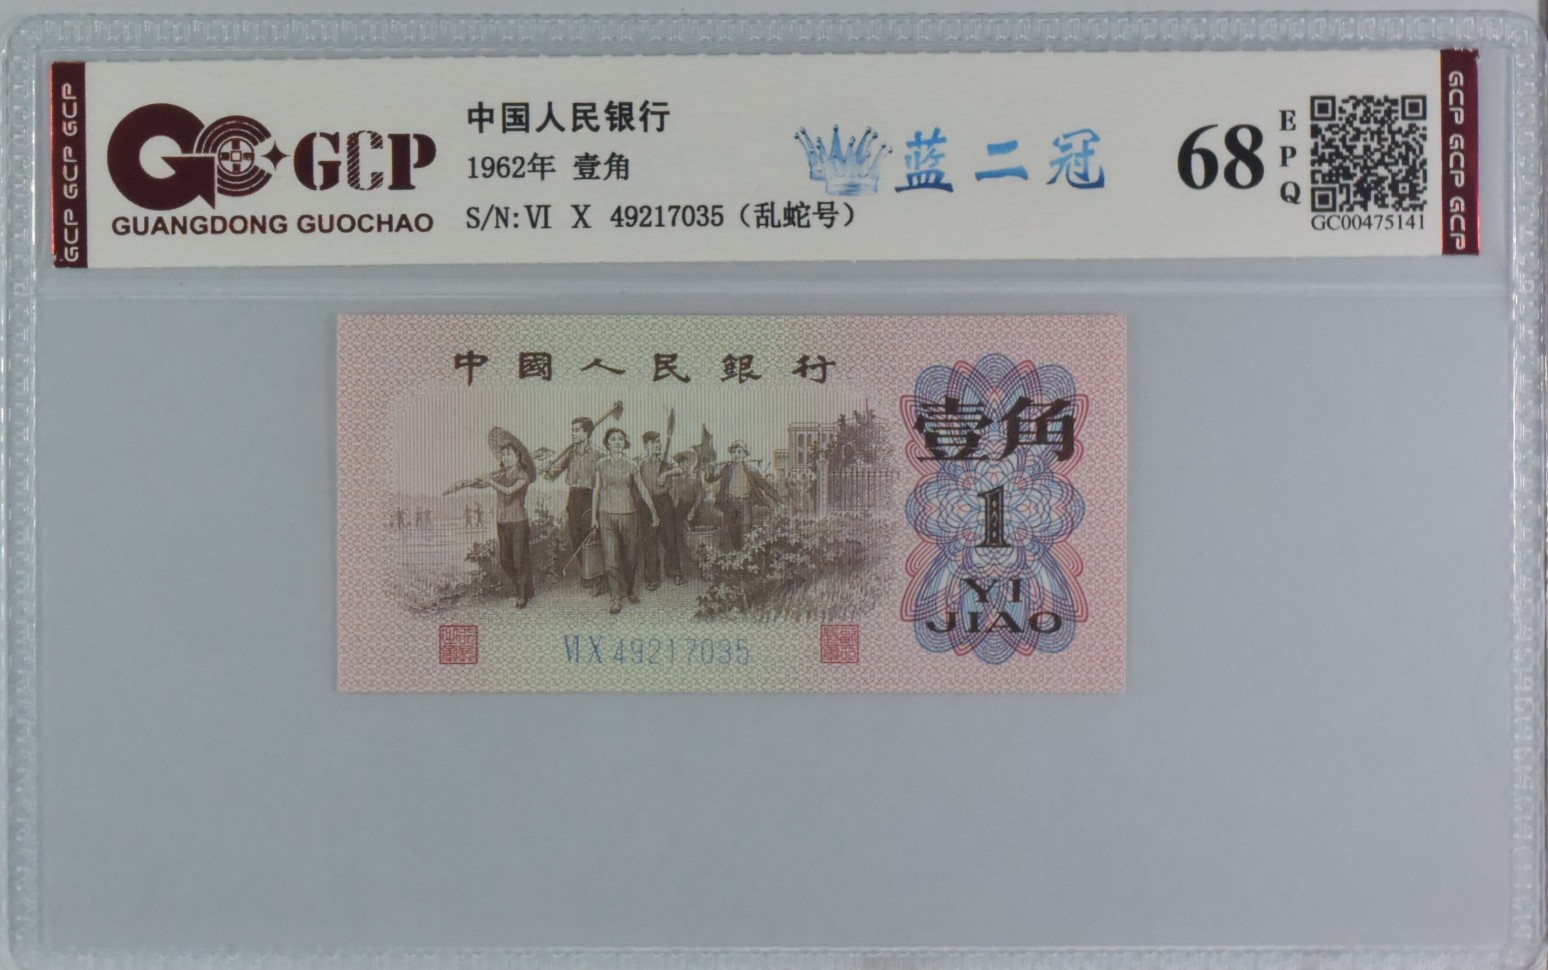 GCP GCP GCP
GCP
GUANGDONG GUOCHAO
中国人民银行
1962年 壹角
S/N:Ⅵ X 49217035（乱蛇号）
蓝二冠
68
EPQ
GC00475141
GCP GCP GCP
中國人民銀行
壹角
1
YI
JIAO
ⅥX49217035